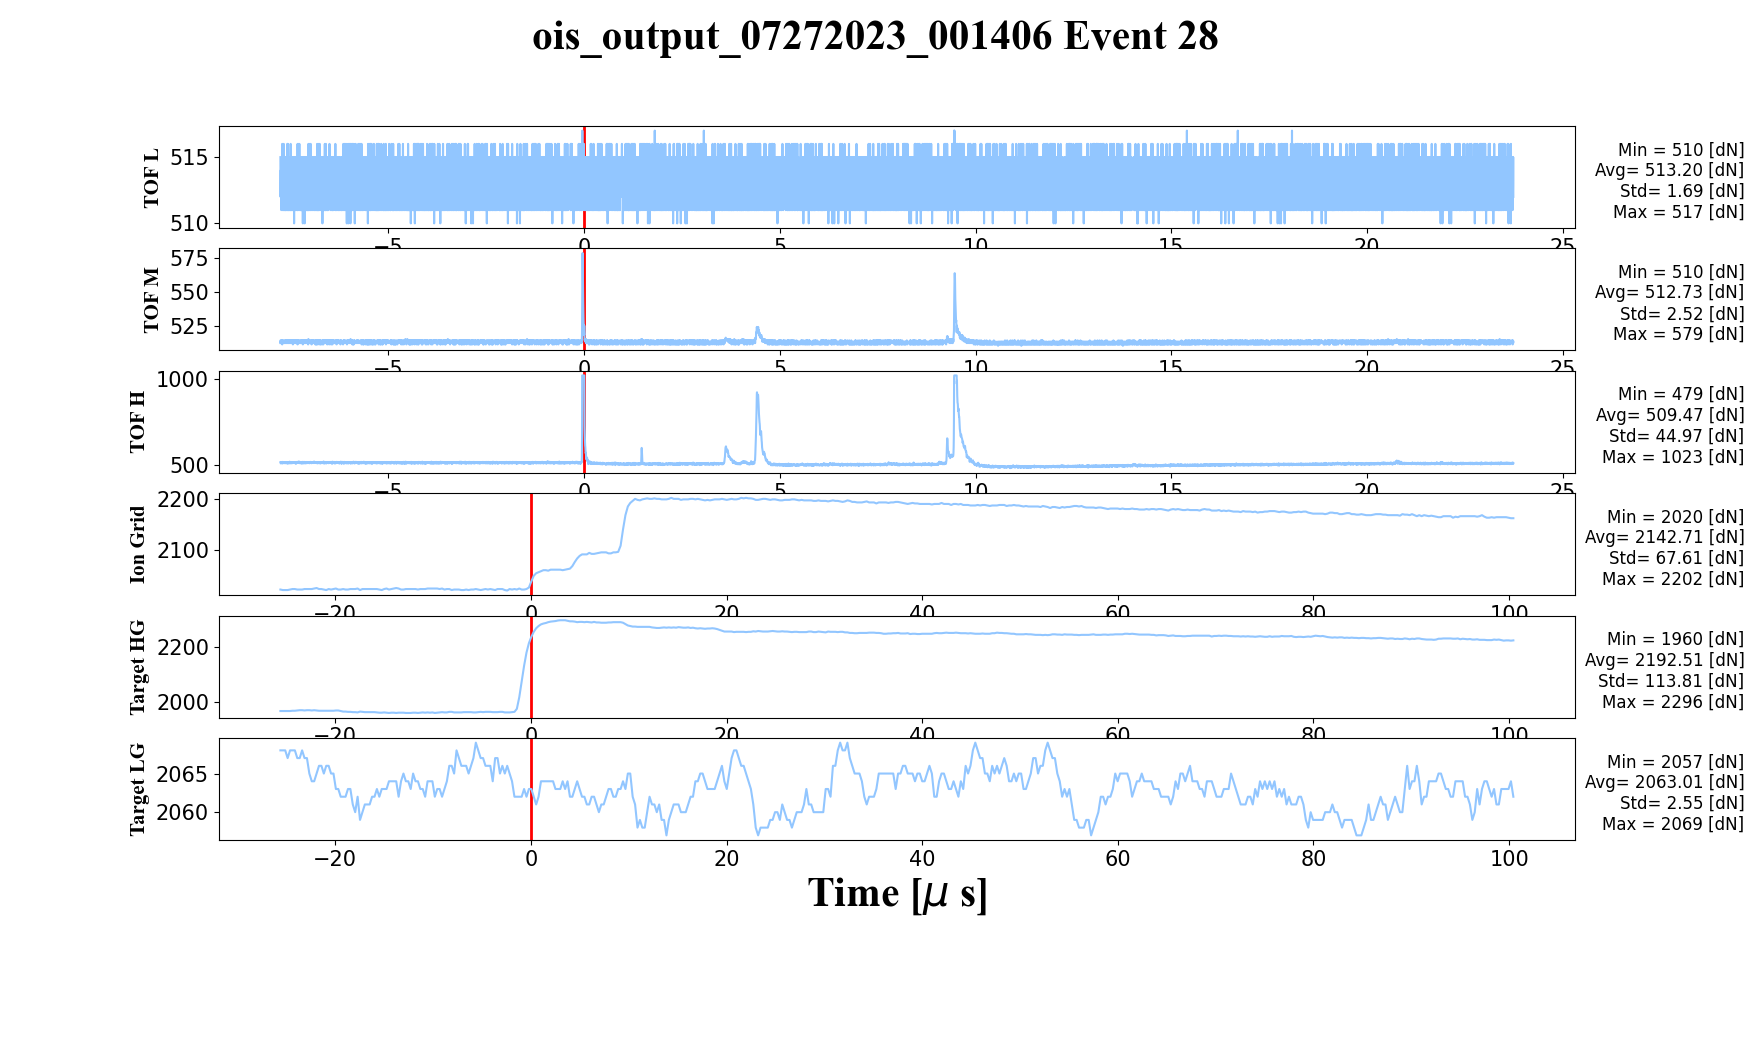 ois_output_07272023_001406 Event 28
TOF L
515
510
−5
0
5
10
15
20
25
Min = 510 [dN]
Avg= 513.20 [dN]
Std= 1.69 [dN]
Max = 517 [dN]
TOF M
575
550
525
−5
0
5
10
15
20
25
Min = 510 [dN]
Avg= 512.73 [dN]
Std= 2.52 [dN]
Max = 579 [dN]
TOF H
1000
500
−5
0
5
10
15
20
25
Min = 479 [dN]
Avg= 509.47 [dN]
Std= 44.97 [dN]
Max = 1023 [dN]
Ion Grid
2200
2100
−20
0
20
40
60
80
100
Min = 2020 [dN]
Avg= 2142.71 [dN]
Std= 67.61 [dN]
Max = 2202 [dN]
Target HG
2200
2000
−20
0
20
40
60
80
100
Min = 1960 [dN]
Avg= 2192.51 [dN]
Std= 113.81 [dN]
Max = 2296 [dN]
Target LG
2065
2060
−20
0
20
40
60
80
100
Min = 2057 [dN]
Avg= 2063.01 [dN]
Std= 2.55 [dN]
Max = 2069 [dN]
Time [μ s]